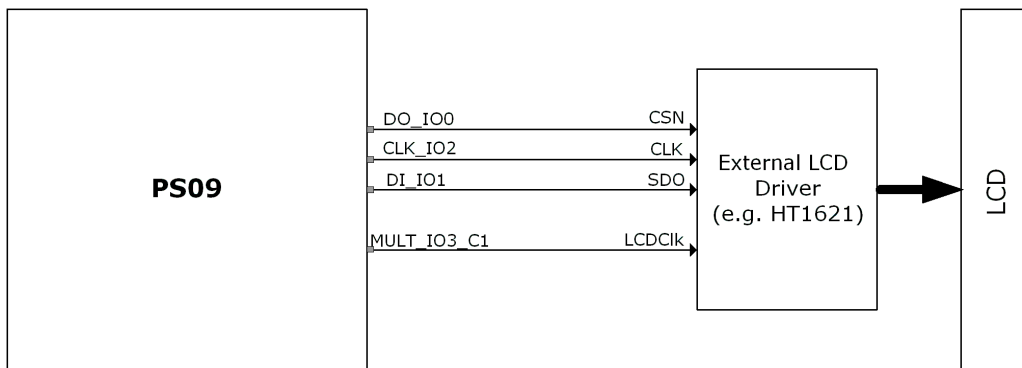 DO_IO0 CSN
CLK_IO2 CLK
PS09
DI_IO1 SDO
MULT_IO3_C1 LCDClk
External LCD
Driver
(e.g. HT1621)
LCD